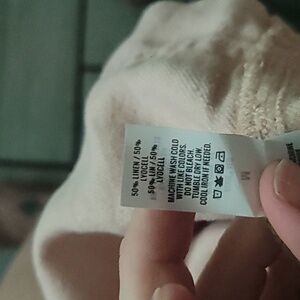 50% LINEN / 50%
LYOCELL
50% LIN / 50%
LYOCELL
MACHINE WASH COLD
WITH LIKE COLORS.
DO NOT BLEACH.
TUMBLE DRY LOW.
COOL IRON IF NEEDED.
M